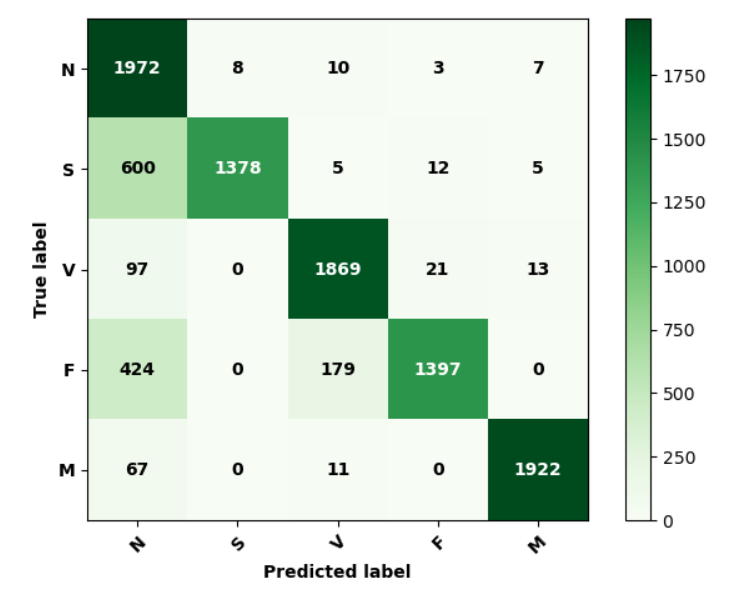 N 1972 8 10 3 7
S 600 1378 5 12 5
V 97 0 1869 21 13
F 424 0 179 1397 0
M 67 0 11 0 1922
N S V F M
Predicted label
True label
1750
1500
1250
1000
750
500
250
0